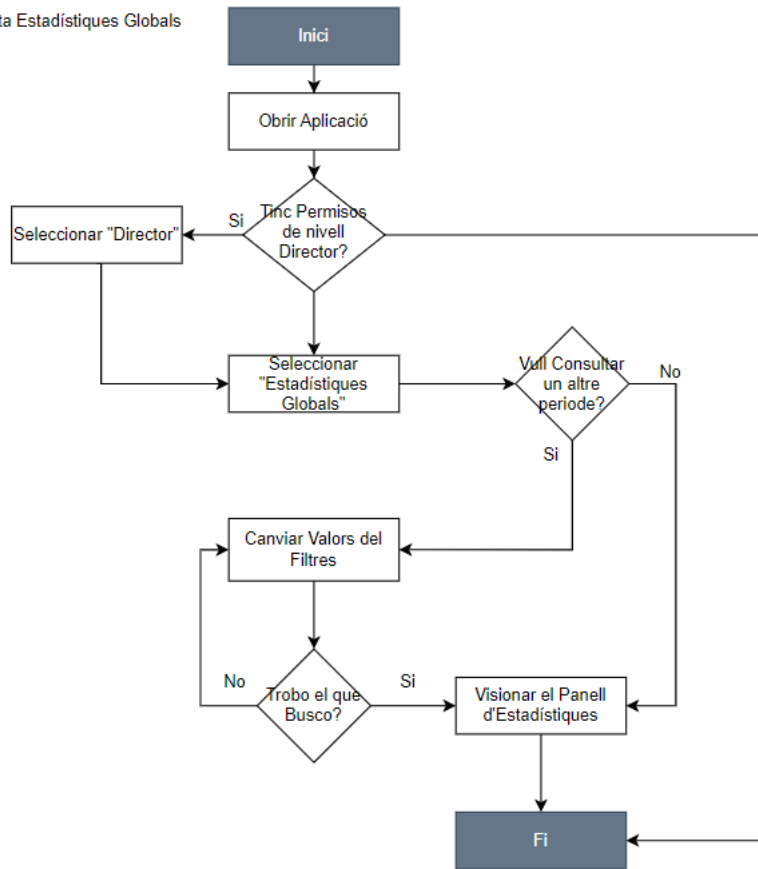 ta Estadístiques Globals
Inici
Obrir Aplicació
Tinc Permisos
de nivell
Director?
Si
Seleccionar "Director"
Seleccionar
"Estadístiques
Globals"
Vull Consultar
un altre
periode?
No
Si
Canviar Valors del
Filtres
No
Trobo el que
Busco?
Si
Visionar el Panell
d'Estadístiques
Fi